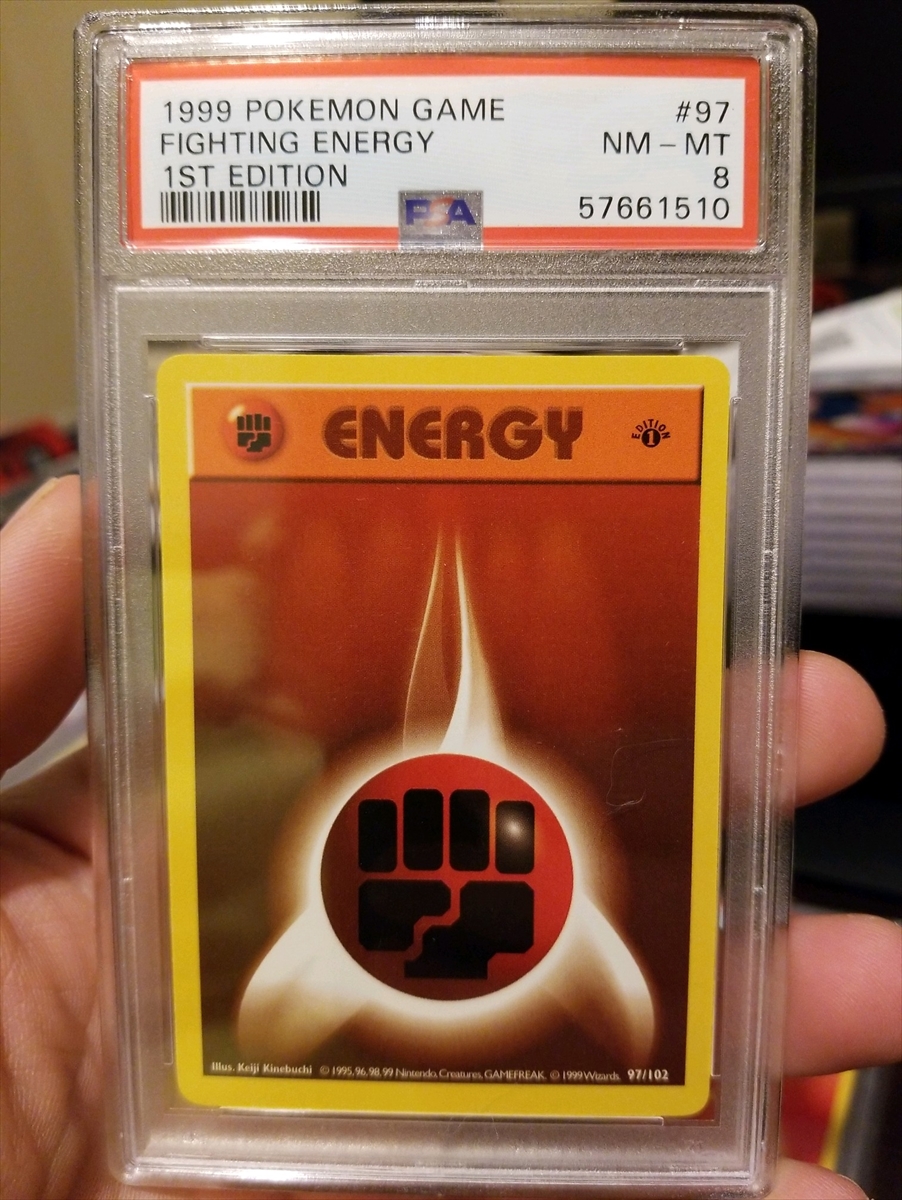 1999 POKEMON GAME #97
FIGHTING ENERGY NM - MT
1ST EDITION 8
PSA 57661510
ENERGY
EDITION 1
Illus. Keiji Kinebuchi © 1995, 96, 98, 99 Nintendo, Creatures, GAMEFREAK. © 1999 Wizards. 97/102